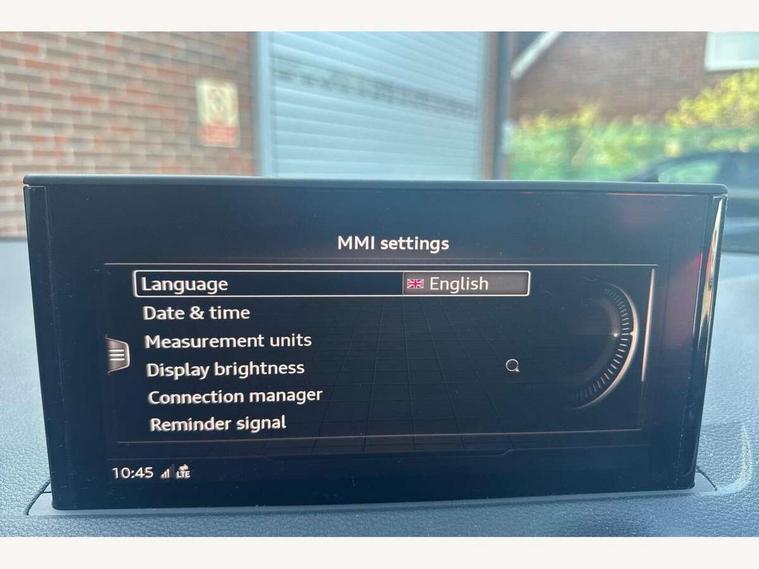 MMI settings
Language English
Date & time
Measurement units
Display brightness
Connection manager
Reminder signal
10:45 LTE